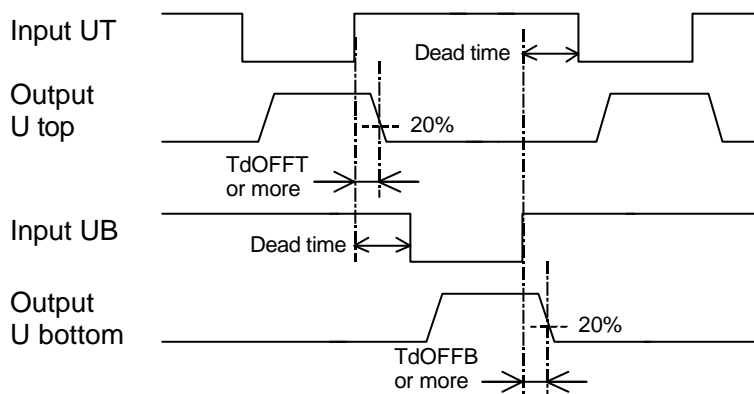 Input UT
Dead time
Output
U top
20%
TdOFFT
or more
Input UB
Dead time
Output
U bottom
20%
TdOFFB
or more